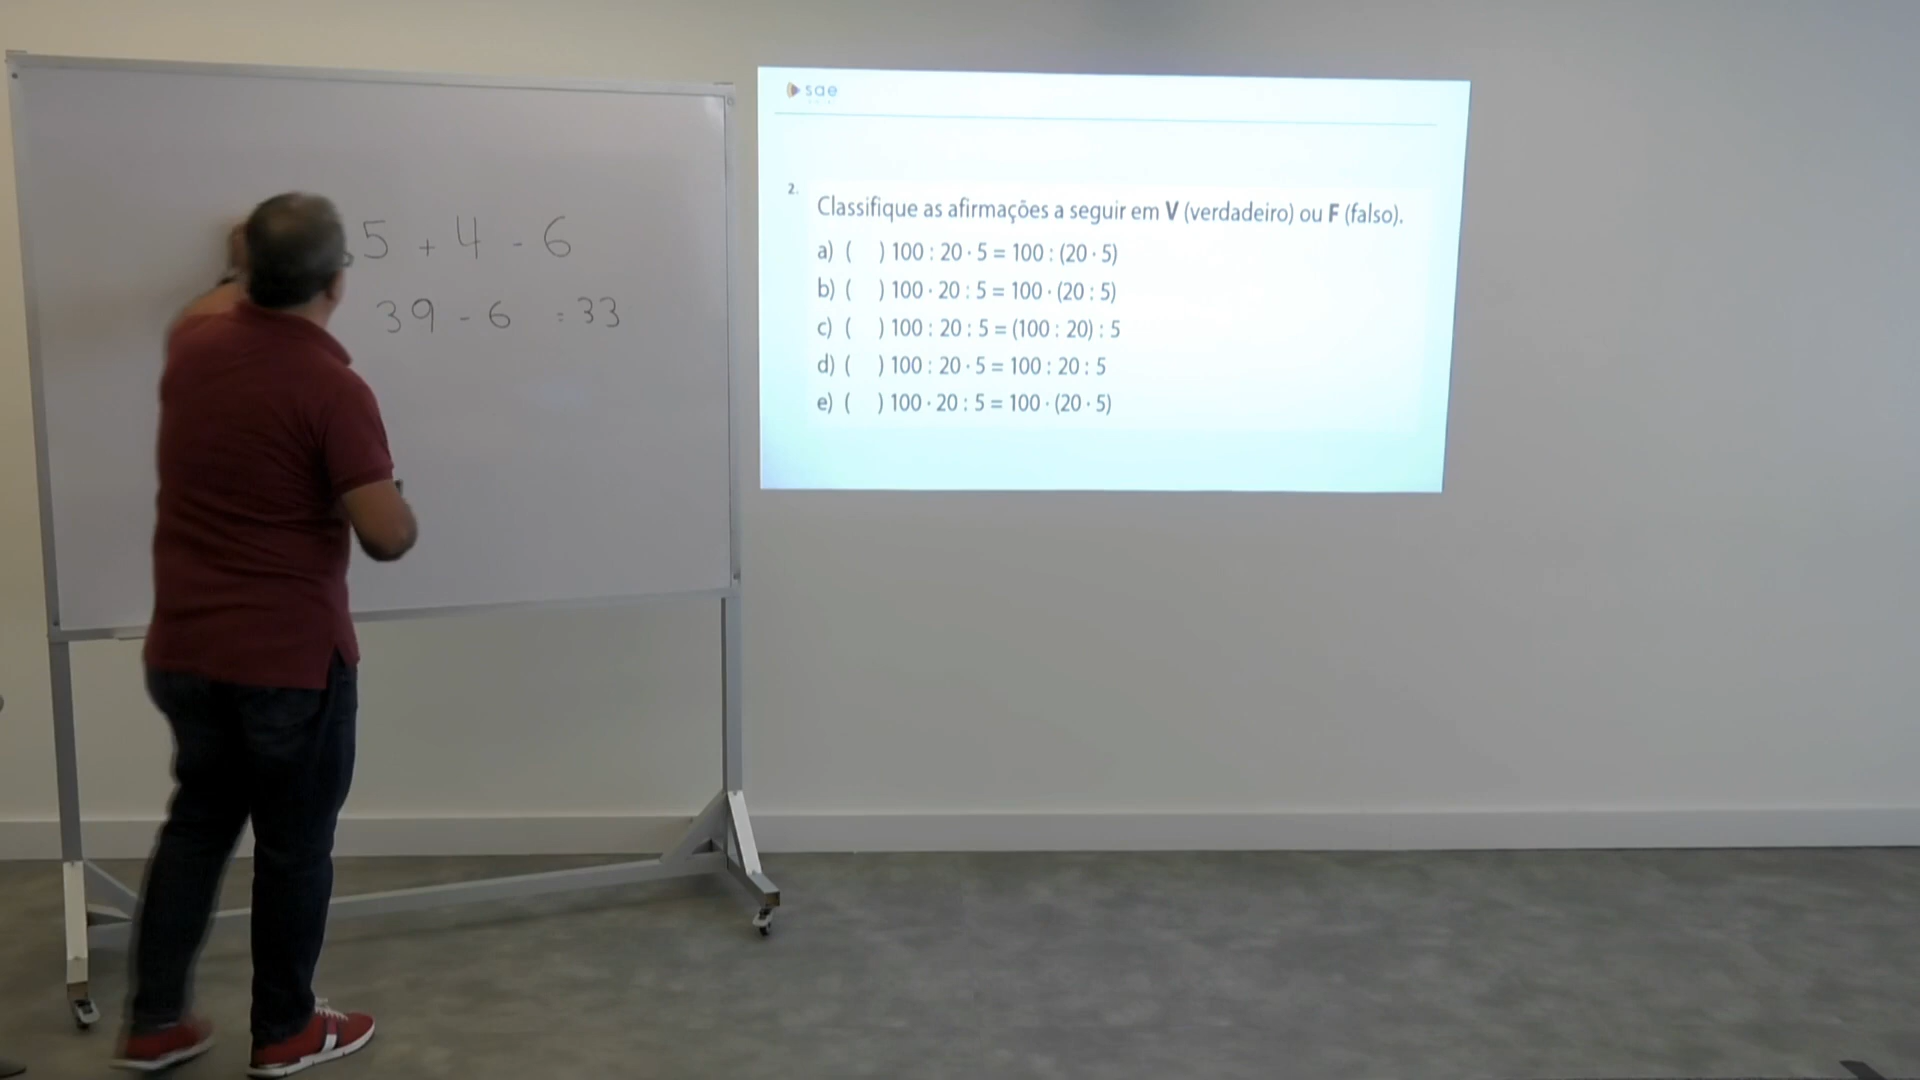 5 + 4 - 6
39 - 6 = 33
sae
2.
Classifique as afirmações a seguir em V (verdadeiro) ou F (falso).
a) ( ) 100 : 20 · 5 = 100 : (20 · 5)
b) ( ) 100 · 20 : 5 = 100 · (20 : 5)
c) ( ) 100 : 20 : 5 = (100 : 20) : 5
d) ( ) 100 : 20 · 5 = 100 : 20 : 5
e) ( ) 100 · 20 : 5 = 100 · (20 · 5)